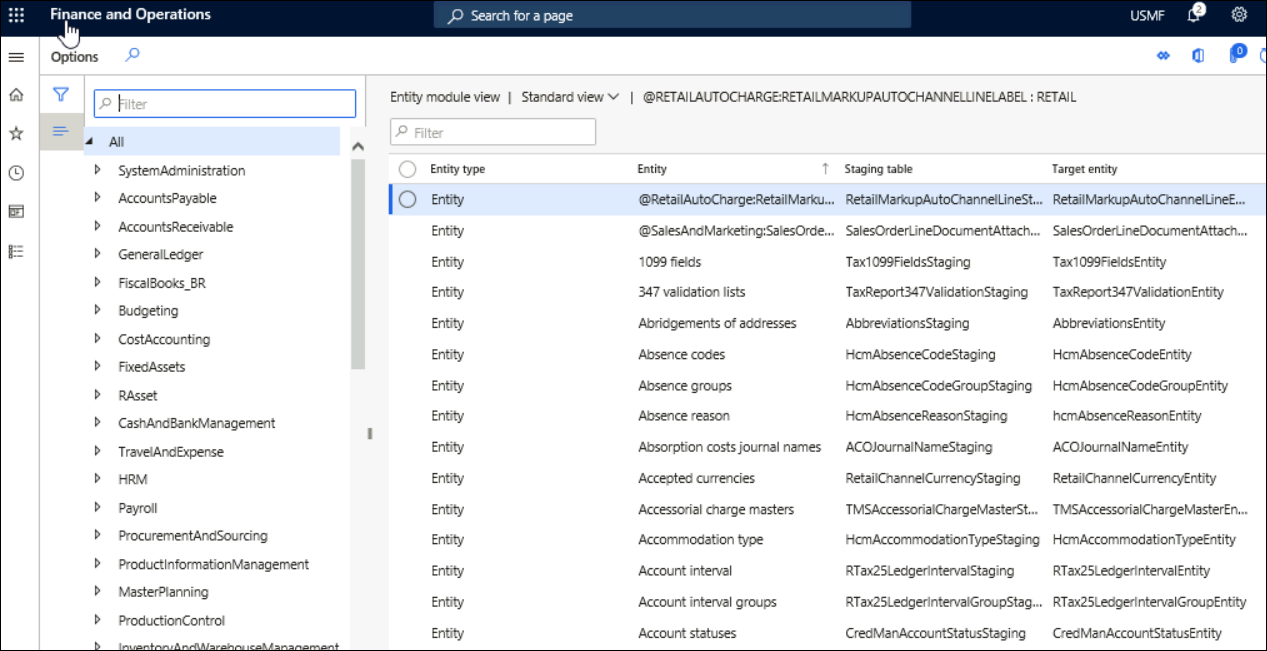 Finance and Operations
Search for a page
USMF
2
Options
0
Filter
All
SystemAdministration
AccountsPayable
AccountsReceivable
GeneralLedger
FiscalBooks_BR
Budgeting
CostAccounting
FixedAssets
RAsset
CashAndBankManagement
TravelAndExpense
HRM
Payroll
ProcurementAndSourcing
ProductInformationManagement
MasterPlanning
ProductionControl
InventoryAndWarehouseManagement
Entity module view | Standard view | @RETAILAUTOCHARGE:RETAILMARKUPAUTOCHANNELLINELABEL : RETAIL
Filter
Entity type Entity ↑ Staging table Target entity
Entity @RetailAutoCharge:RetailMarku... RetailMarkupAutoChannelLineSt... RetailMarkupAutoChannelLineE...
Entity @SalesAndMarketing:SalesOrde... SalesOrderLineDocumentAttach... SalesOrderLineDocumentAttach...
Entity 1099 fields Tax1099FieldsStaging Tax1099FieldsEntity
Entity 347 validation lists TaxReport347ValidationStaging TaxReport347ValidationEntity
Entity Abridgements of addresses AbbreviationsStaging AbbreviationsEntity
Entity Absence codes HcmAbsenceCodeStaging HcmAbsenceCodeEntity
Entity Absence groups HcmAbsenceCodeGroupStaging HcmAbsenceCodeGroupEntity
Entity Absence reason HcmAbsenceReasonStaging hcmAbsenceReasonEntity
Entity Absorption costs journal names ACOJournalNameStaging ACOJournalNameEntity
Entity Accepted currencies RetailChannelCurrencyStaging RetailChannelCurrencyEntity
Entity Accessorial charge masters TMSAccessorialChargeMasterSt... TMSAccessorialChargeMasterEn...
Entity Accommodation type HcmAccommodationTypeStaging HcmAccommodationTypeEntity
Entity Account interval RTax25LedgerIntervalStaging RTax25LedgerIntervalEntity
Entity Account interval groups RTax25LedgerIntervalGroupStag... RTax25LedgerIntervalGroupEntity
Entity Account statuses CredManAccountStatusStaging CredManAccountStatusEntity